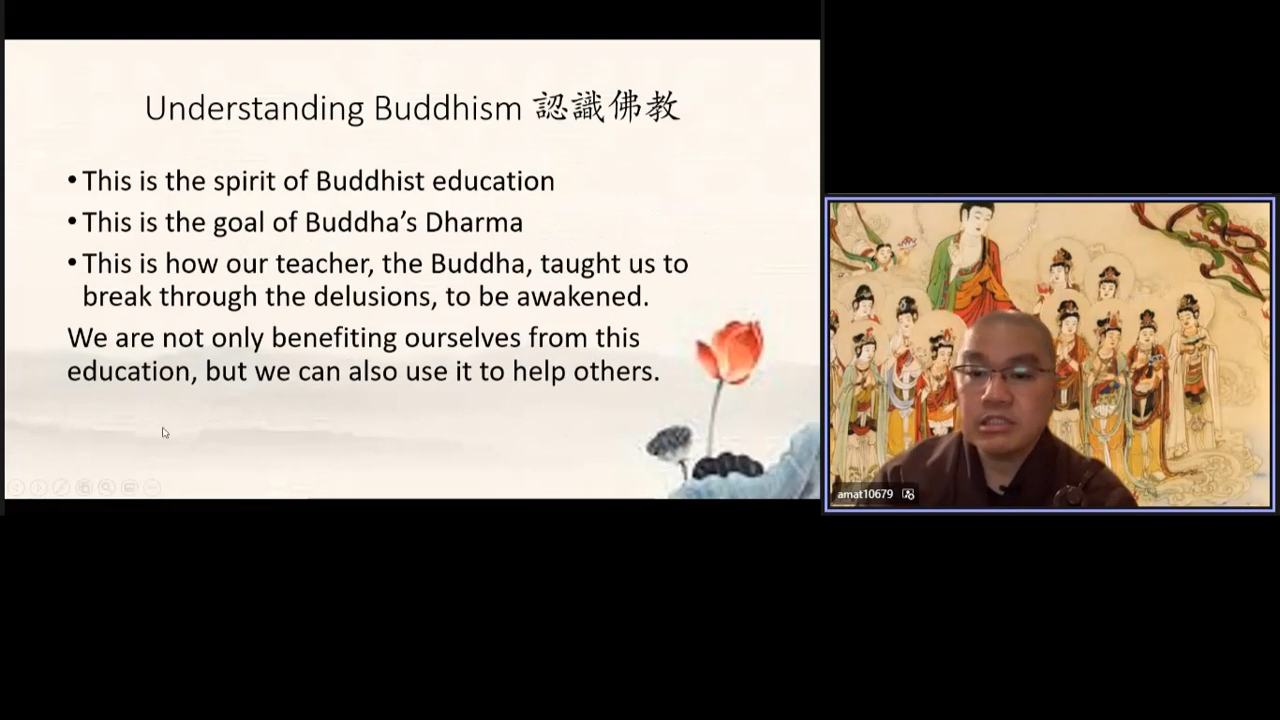 Understanding Buddhism 認識佛教
• This is the spirit of Buddhist education
• This is the goal of Buddha’s Dharma
• This is how our teacher, the Buddha, taught us to
break through the delusions, to be awakened.
We are not only benefiting ourselves from this
education, but we can also use it to help others.
amat10679